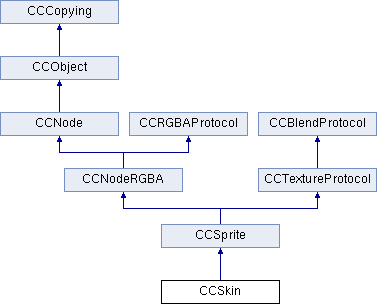 CCCopying
CCObject
CCNode
CCRGBAProtocol
CCBlendProtocol
CCNodeRGBA
CCTextureProtocol
CCSprite
CCSkin